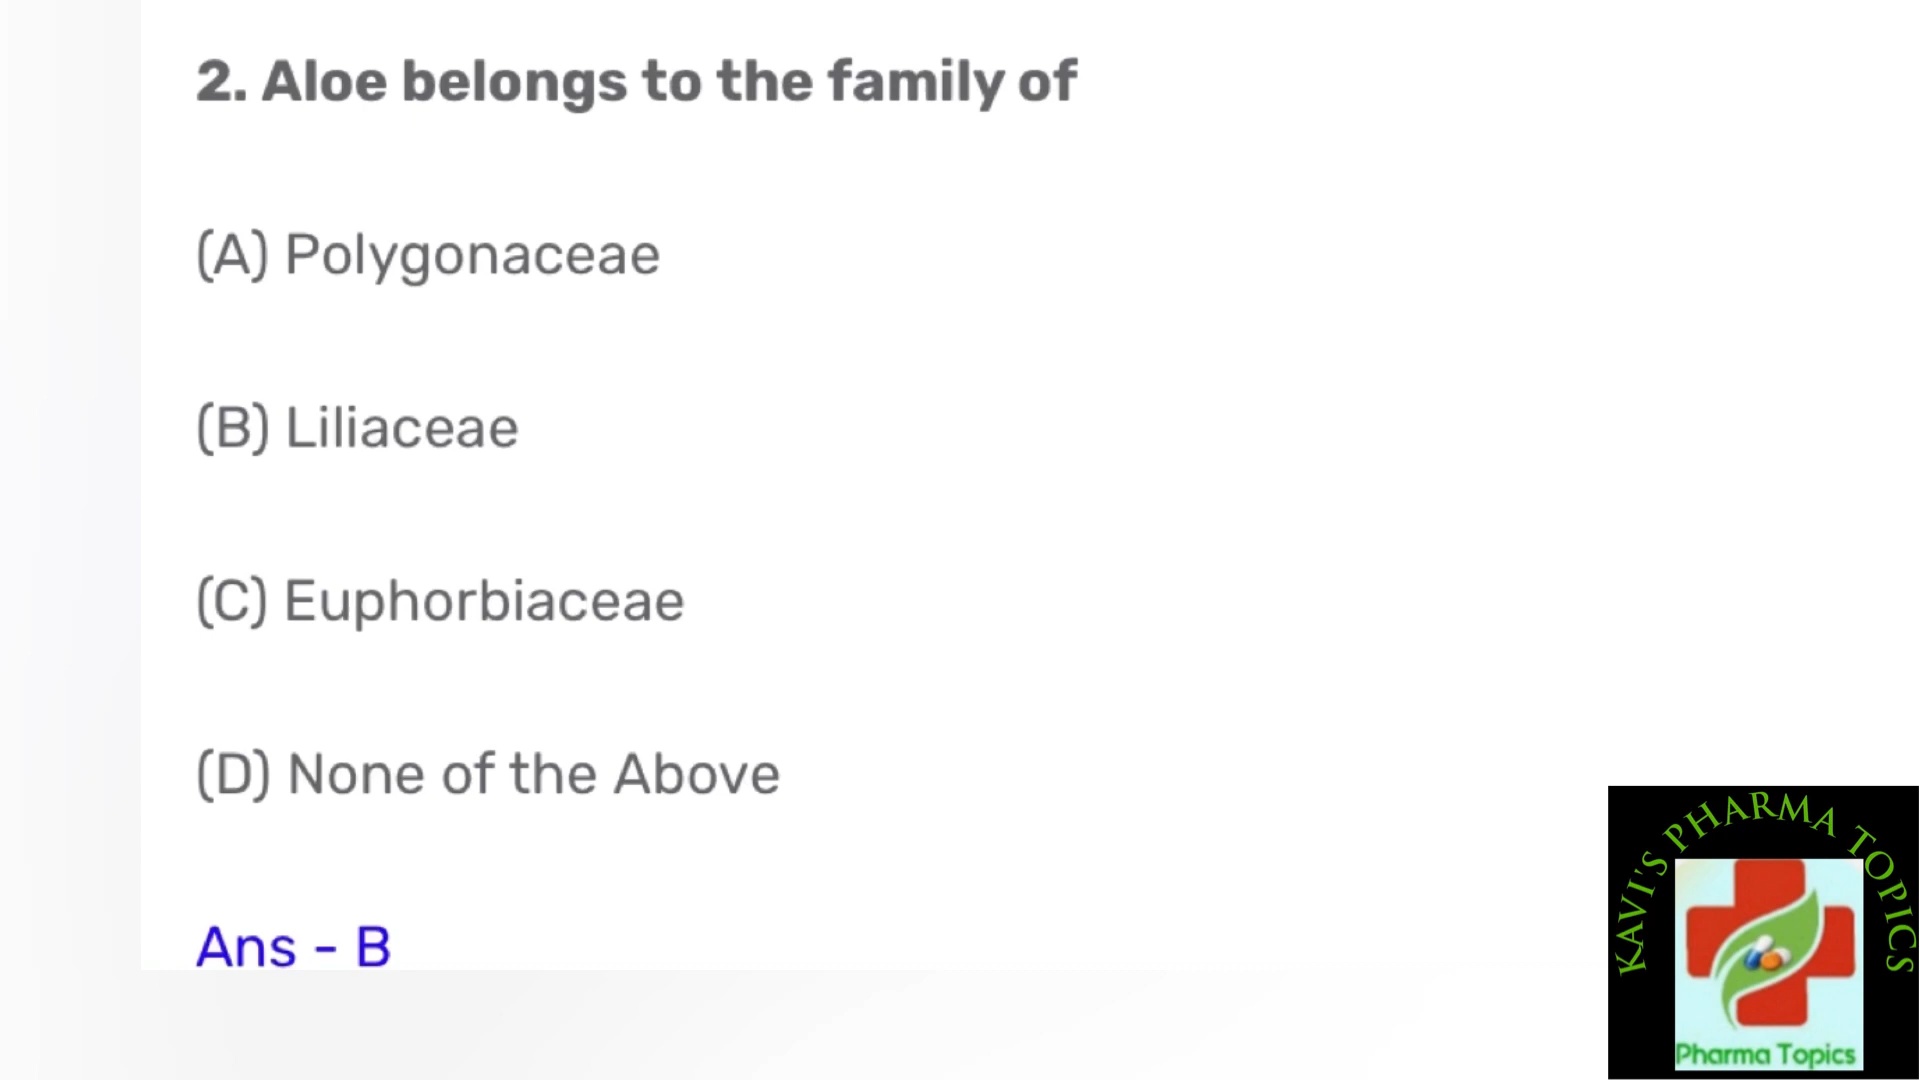 2. Aloe belongs to the family of
(A) Polygonaceae
(B) Liliaceae
(C) Euphorbiaceae
(D) None of the Above
Ans - B
KAVI'S PHARMA TOPICS
Pharma Topics